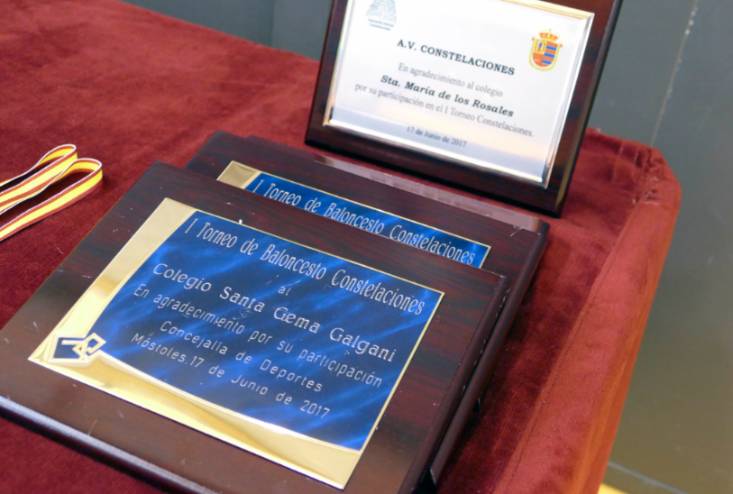 A.V. CONSTELACIONES
En agradecimiento al colegio
Sta. María de los Rosales
por su participación en el I Torneo Constelaciones.
17 de Junio de 2017
I Torneo de Baloncesto Constelaciones
I Torneo de Baloncesto Constelaciones
al
Colegio Santa Gema Galgani
En agradecimiento por su participación
Concejalía de Deportes
Móstoles,17 de Junio de 2017